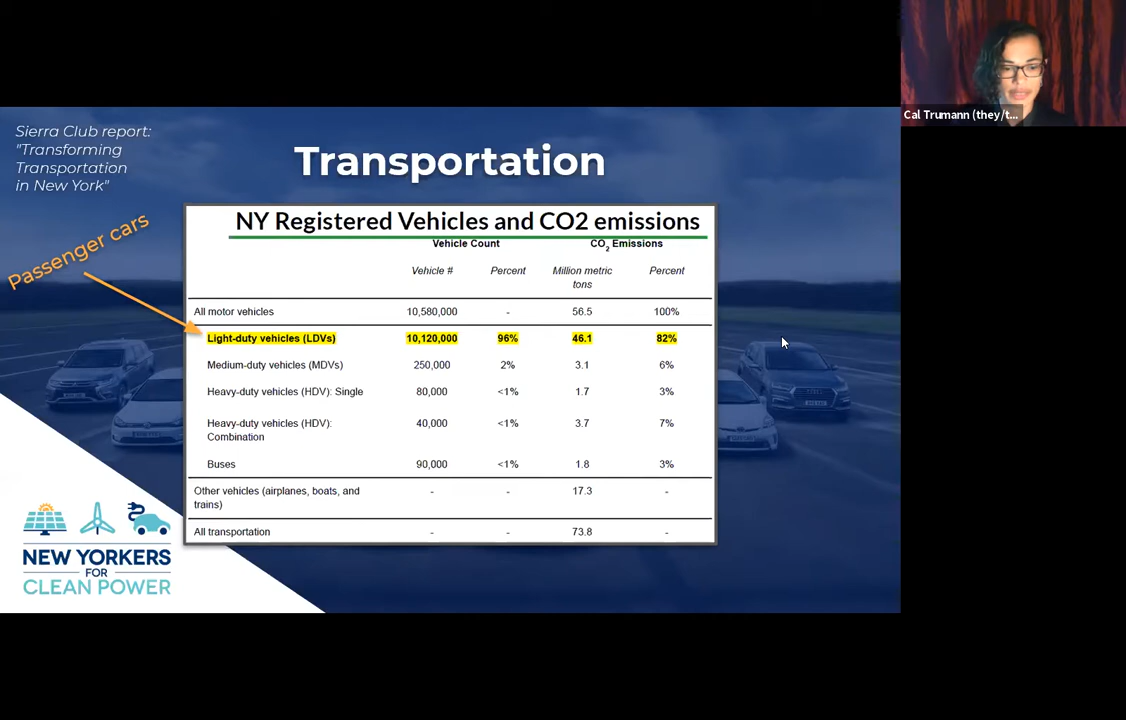 Cal Trumann (they/t...
Sierra Club report:
"Transforming
Transportation
in New York"
Transportation
Passenger cars
NY Registered Vehicles and CO2 emissions
Vehicle Count CO2 Emissions
Vehicle # Percent Million metric tons Percent
All motor vehicles 10,580,000 - 56.5 100%
Light-duty vehicles (LDVs) 10,120,000 96% 46.1 82%
Medium-duty vehicles (MDVs) 250,000 2% 3.1 6%
Heavy-duty vehicles (HDV): Single 80,000 <1% 1.7 3%
Heavy-duty vehicles (HDV): Combination 40,000 <1% 3.7 7%
Buses 90,000 <1% 1.8 3%
Other vehicles (airplanes, boats, and trains) - - 17.3 -
All transportation - - 73.8 -
NEW YORKERS
FOR
CLEAN POWER